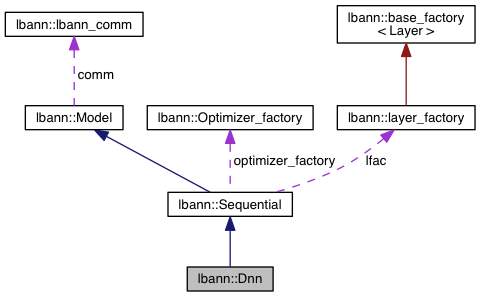 lbann::lbann_comm
lbann::base_factory
< Layer >
comm
lbann::Model
lbann::Optimizer_factory
lbann::layer_factory
optimizer_factory
lfac
lbann::Sequential
lbann::Dnn